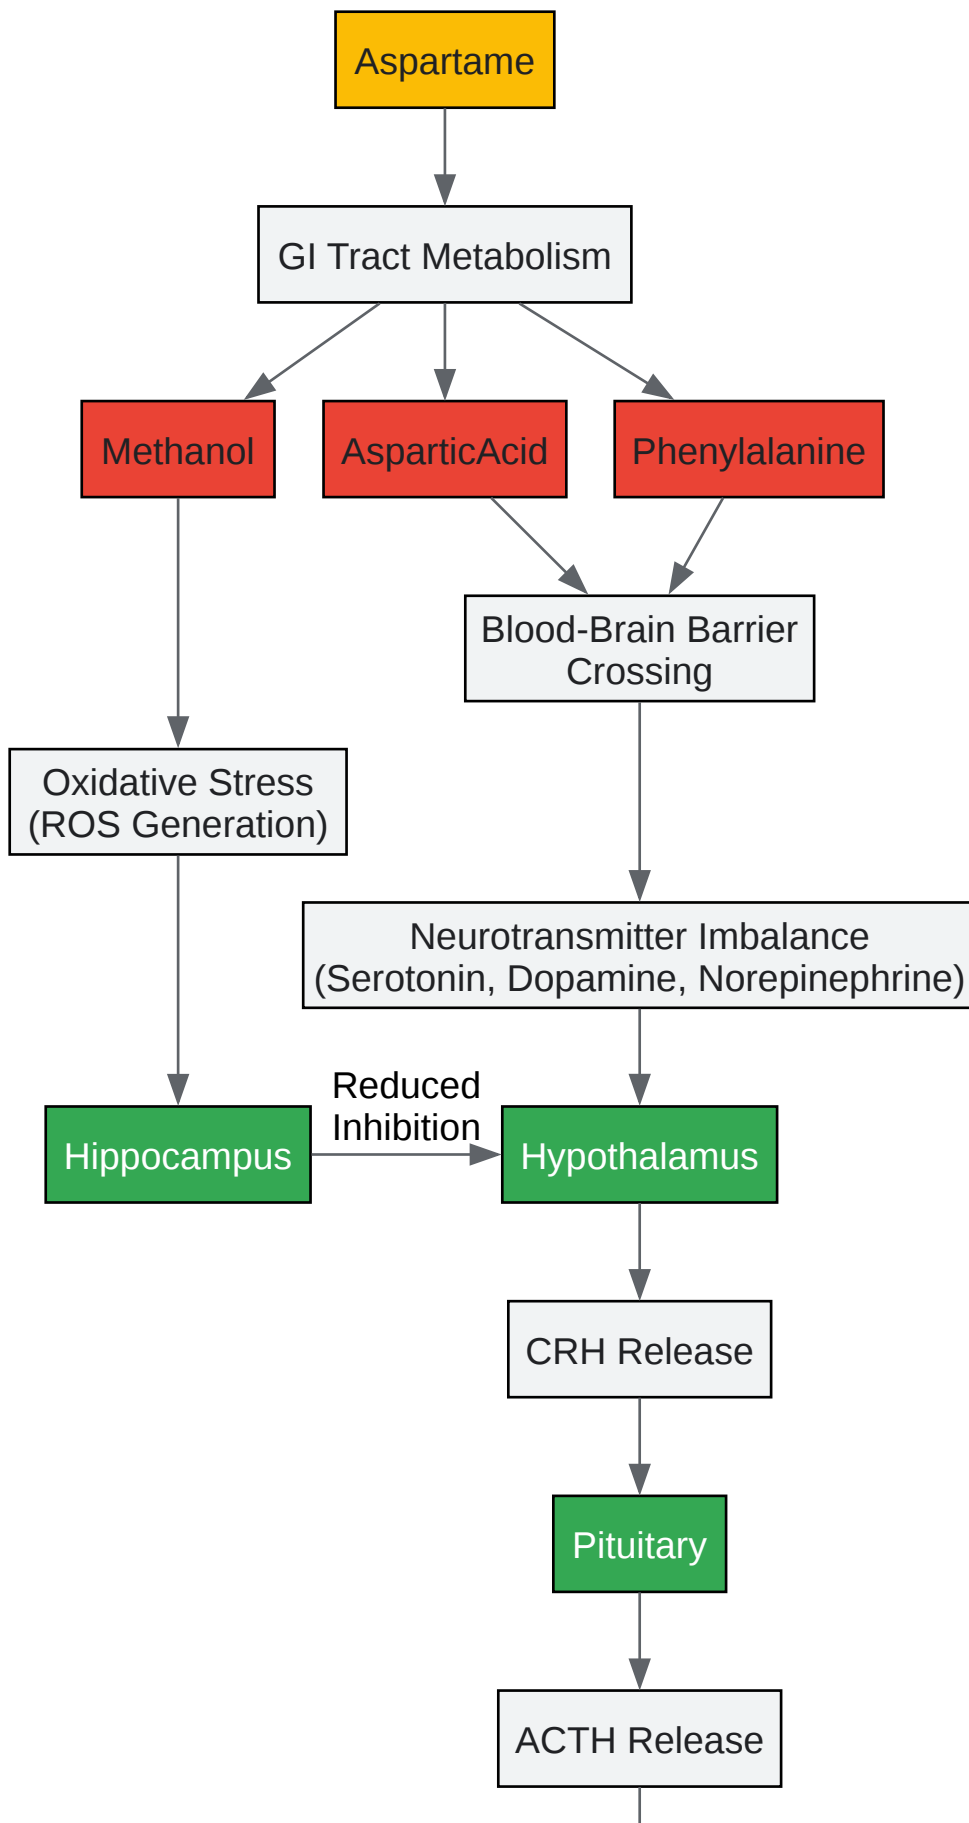 Aspartame
GI Tract Metabolism
Methanol
AsparticAcid
Phenylalanine
Blood-Brain Barrier
Crossing
Oxidative Stress
(ROS Generation)
Neurotransmitter Imbalance
(Serotonin, Dopamine, Norepinephrine)
Reduced
Inhibition
Hippocampus
Hypothalamus
CRH Release
Pituitary
ACTH Release